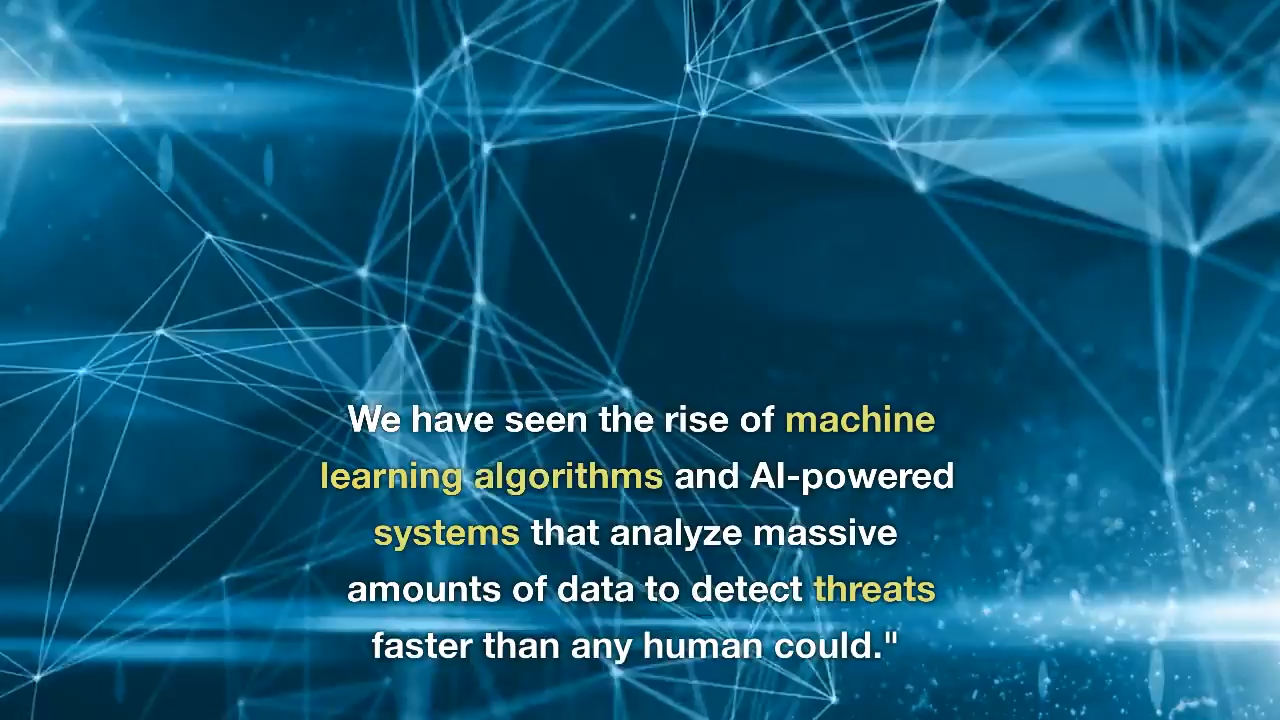 We have seen the rise of machine
learning algorithms and AI-powered
systems that analyze massive
amounts of data to detect threats
faster than any human could."